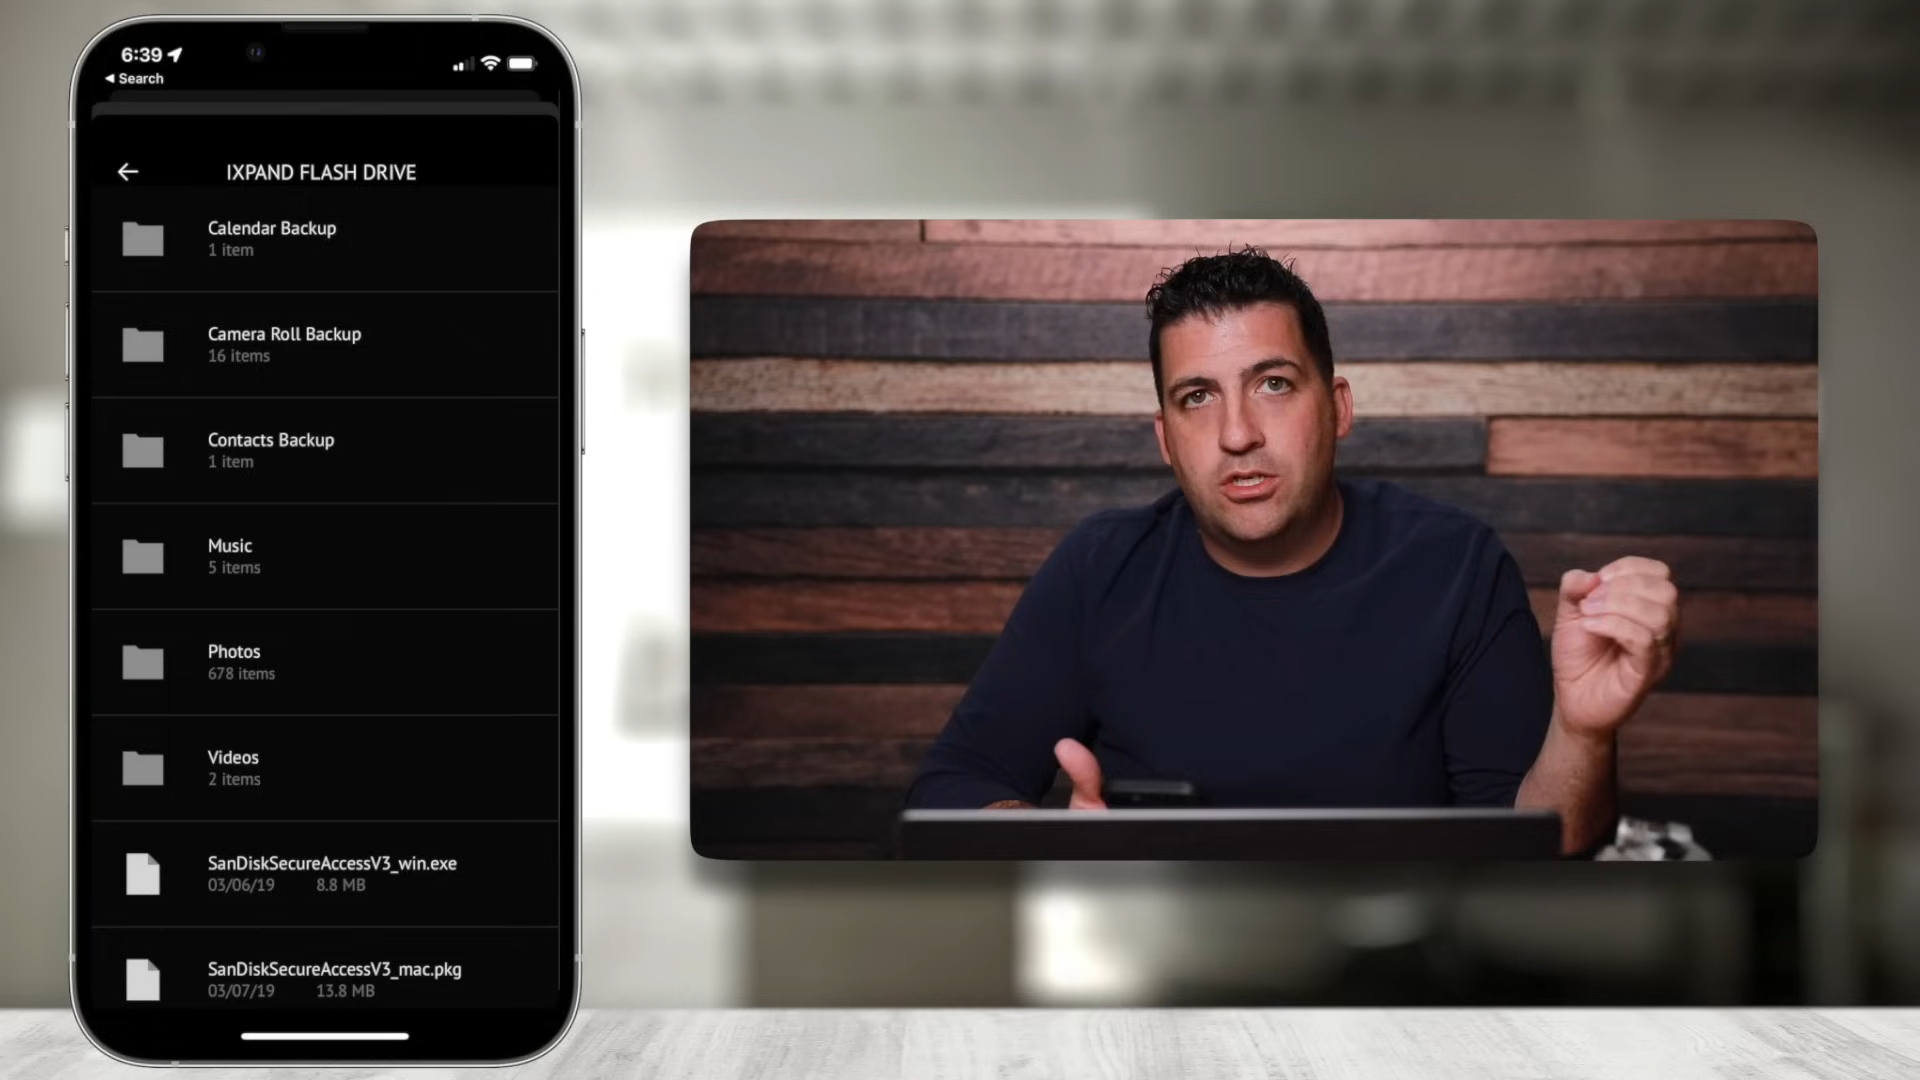 6:39
Search
IXPAND FLASH DRIVE
Calendar Backup
1 item
Camera Roll Backup
16 items
Contacts Backup
1 item
Music
5 items
Photos
678 items
Videos
2 items
SanDiskSecureAccessV3_win.exe
03/06/19 8.8 MB
SanDiskSecureAccessV3_mac.pkg
03/07/19 13.8 MB